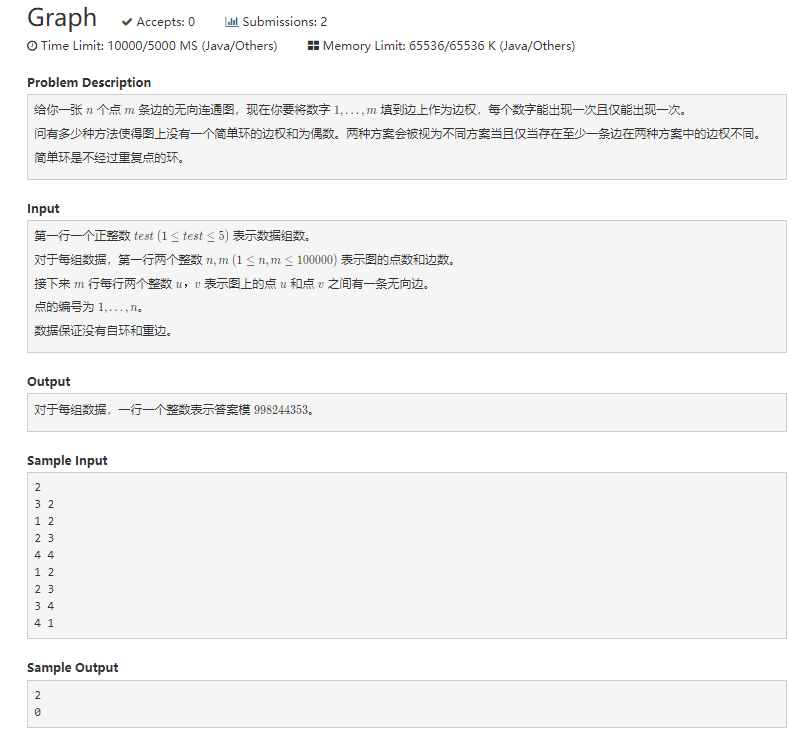 Graph
Accepts: 0 Submissions: 2
Time Limit: 10000/5000 MS (Java/Others) Memory Limit: 65536/65536 K (Java/Others)
Problem Description
给你一张 n 个点 m 条边的无向连通图，现在你要将数字 1, . . . , m 填到边上作为边权，每个数字能出现一次且仅能出现一次。
问有多少种方法使得图上没有一个简单环的边权和为偶数。两种方案会被视为不同方案当且仅当存在至少一条边在两种方案中的边权不同。
简单环是不经过重复点的环。
Input
第一行一个正整数 test (1 ≤ test ≤ 5) 表示数据组数。
对于每组数据，第一行两个整数 n, m (1 ≤ n, m ≤ 100000) 表示图的点数和边数。
接下来 m 行每行两个整数 u，v 表示图上的点 u 和点 v 之间有一条无向边。
点的编号为 1, . . . , n。
数据保证没有自环和重边。
Output
对于每组数据，一行一个整数表示答案模 998244353。
Sample Input
2
3 2
1 2
2 3
4 4
1 2
2 3
3 4
4 1
Sample Output
2
0